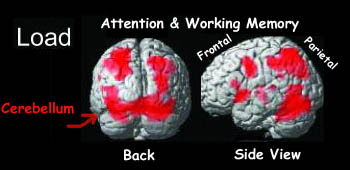 Attention & Working Memory
Load
Frontal
Parietal
Cerebellum
Back
Side View